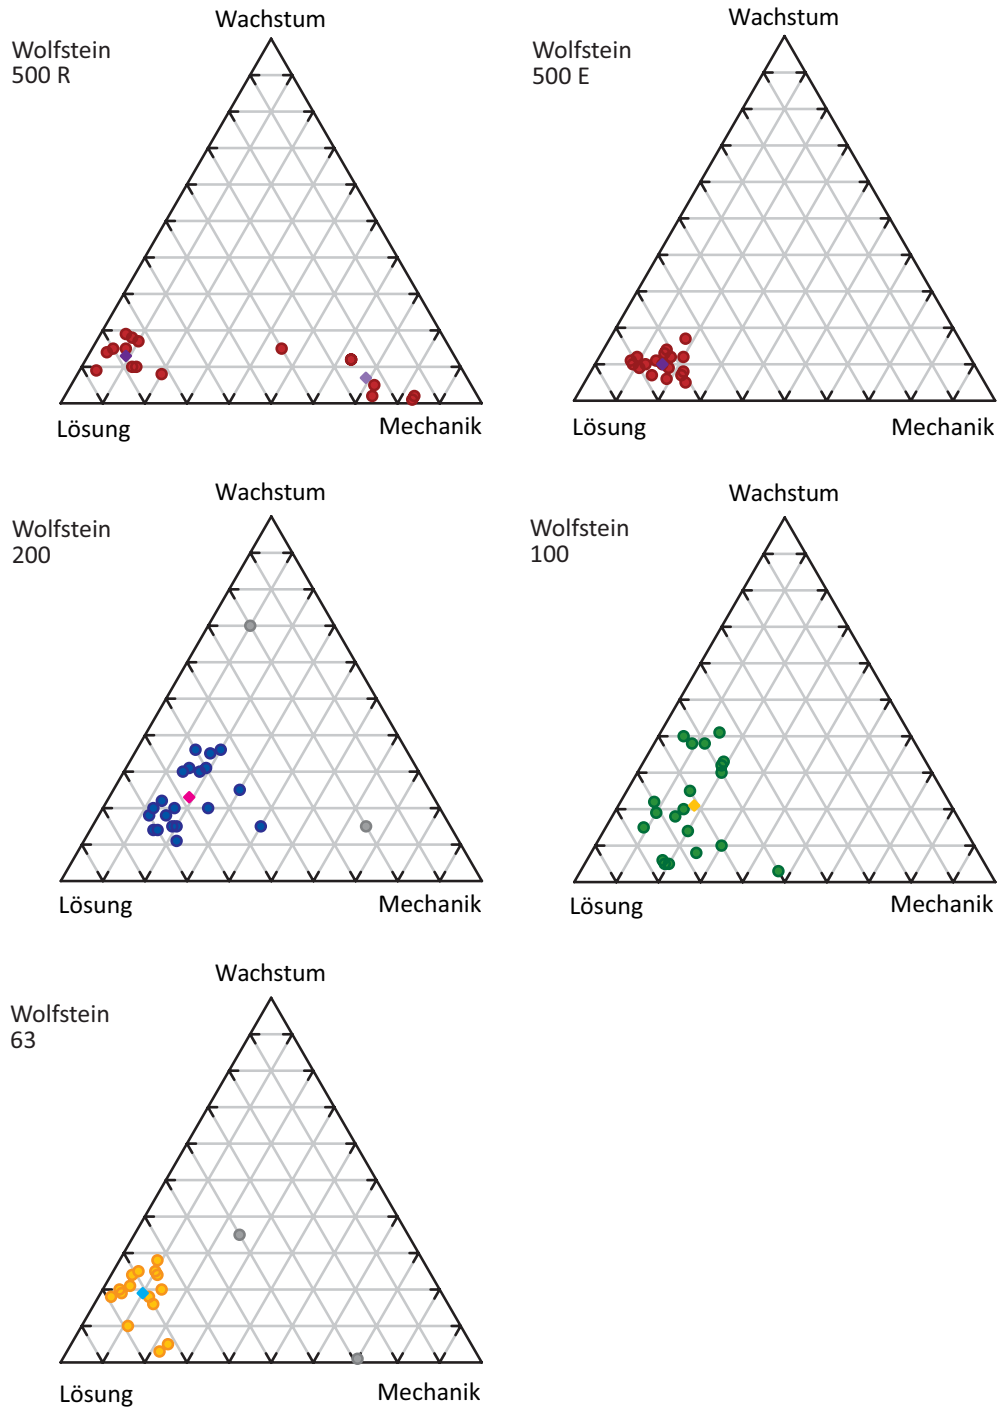 Wachstum
Wolfstein
500 R
Lösung
Mechanik
Wachstum
Wolfstein
500 E
Lösung
Mechanik
Wachstum
Wolfstein
200
Lösung
Mechanik
Wachstum
Wolfstein
100
Lösung
Mechanik
Wachstum
Wolfstein
63
Lösung
Mechanik